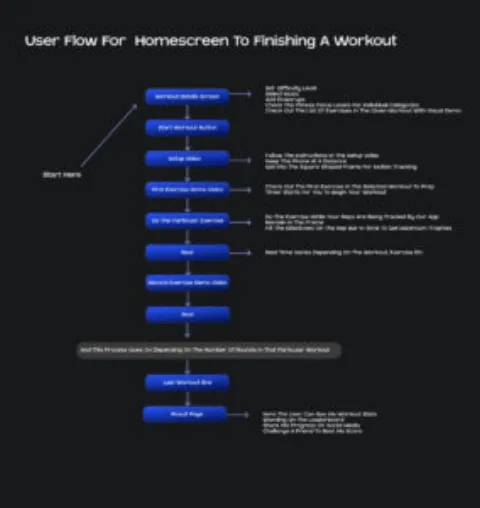 User Flow For Homescreen To Finishing A Workout
Workout Details Screen
Set Difficulty Level
Select Music
Add Powerups
Check The Fitness Focus Levels For Individual Categories
Check Out The List Of Exercises In The Given Workout With Visual Demo
Start Workout Button
Start Here
Setup Video
Follow The Instructions In The Setup Video
Keep The Phone At A Distance
Get Into The Square Shaped Frame For Motion Tracking
First Exercise Demo Video
Check Out The First Exercise In The Selected Workout To Prep
Timer Starts For You To Begin Your Workout
Do The Particular Exercise
Do The Exercise While Your Reps Are Being Tracked By Our App
Remain In The Frame
Hit The Milestones On The Rep Bar In Time To Get Maximum Trophies
Rest
Rest Time Varies Depending On The Workout, Exercise Etc
Second Exercise Demo Video
Rest
And This Process Goes On Depending On The Number Of Rounds In That Particular Workout
Last Workout Env
Result Page
Here The User Can See His Workout Stats
Standing On The Leaderboard
Share His Progress On Social Media
Challenge A Friend To Beat His Score